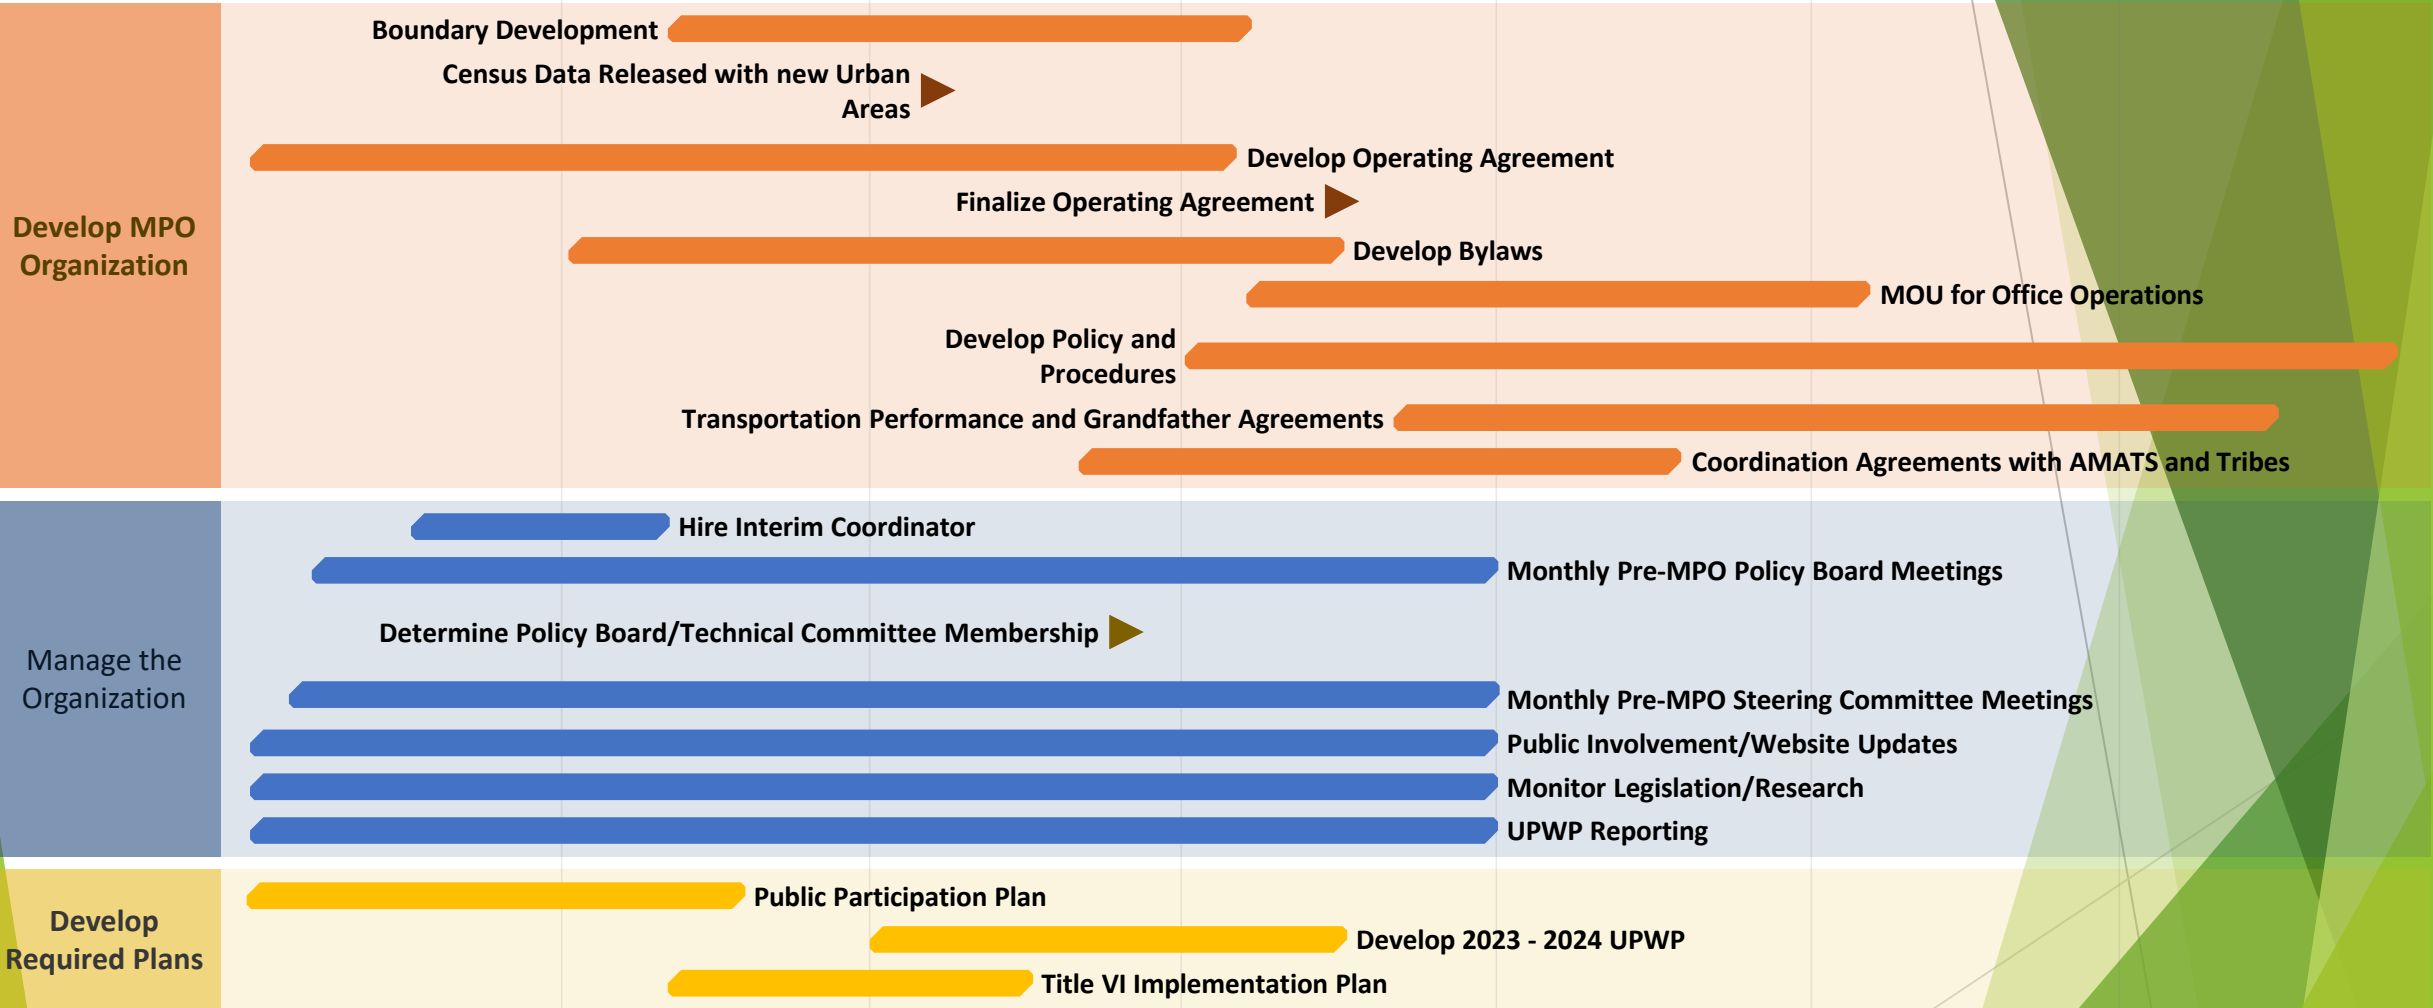 Develop MPO
Organization
Boundary Development
Census Data Released with new Urban
Areas
Develop Operating Agreement
Finalize Operating Agreement
Develop Bylaws
MOU for Office Operations
Develop Policy and
Procedures
Transportation Performance and Grandfather Agreements
Coordination Agreements with AMATS and Tribes
Manage the
Organization
Hire Interim Coordinator
Monthly Pre-MPO Policy Board Meetings
Determine Policy Board/Technical Committee Membership
Monthly Pre-MPO Steering Committee Meetings
Public Involvement/Website Updates
Monitor Legislation/Research
UPWP Reporting
Develop
Required Plans
Public Participation Plan
Develop 2023 - 2024 UPWP
Title VI Implementation Plan